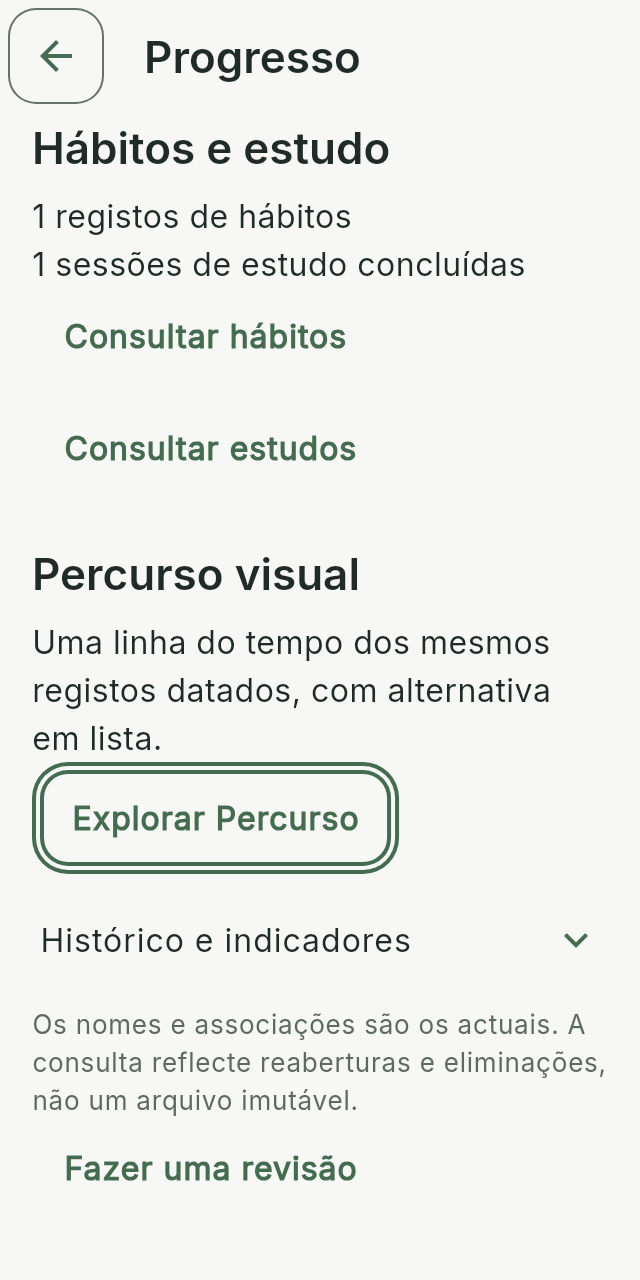 Progresso
Hábitos e estudo
1 registos de hábitos
1 sessões de estudo concluídas
Consultar hábitos
Consultar estudos
Percurso visual
Uma linha do tempo dos mesmos
registos datados, com alternativa
em lista.
Explorar Percurso
Histórico e indicadores
Os nomes e associações são os actuais. A
consulta reflecte reaberturas e eliminações,
não um arquivo imutável.
Fazer uma revisão